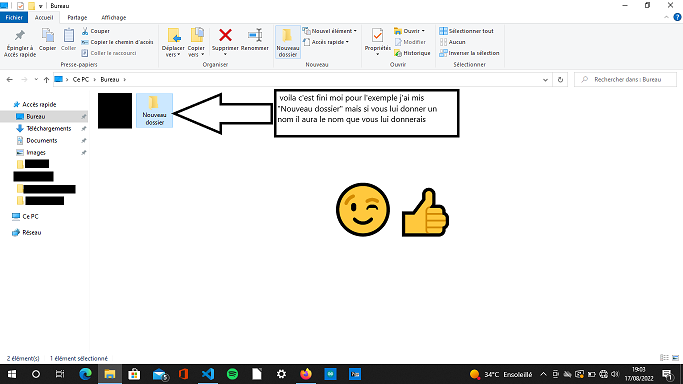 Bureau
Fichier Accueil Partage Affichage
Épingler à Accès rapide
Copier
Coller
Couper
Copier le chemin d'accès
Coller le raccourci
Déplacer vers
Copier vers
Supprimer
Renommer
Nouveau dossier
Nouvel élément
Accès rapide
Propriétés
Ouvrir
Modifier
Historique
Sélectionner tout
Aucun
Inverser la sélection
Presse-papiers Organiser Nouveau Ouvrir Sélectionner
Ce PC Bureau
Rechercher dans : Bureau
Accès rapide
Bureau
Téléchargements
Documents
Images
Ce PC
Réseau
Nouveau
dossier
voila c'est fini moi pour l'exemple j'ai mis
"Nouveau dossier" mais si vous lui donner un
nom il aura le nom que vous lui donnerais
2 élément(s) 1 élément sélectionné
34°C Ensoleillé
19:03
17/08/2022